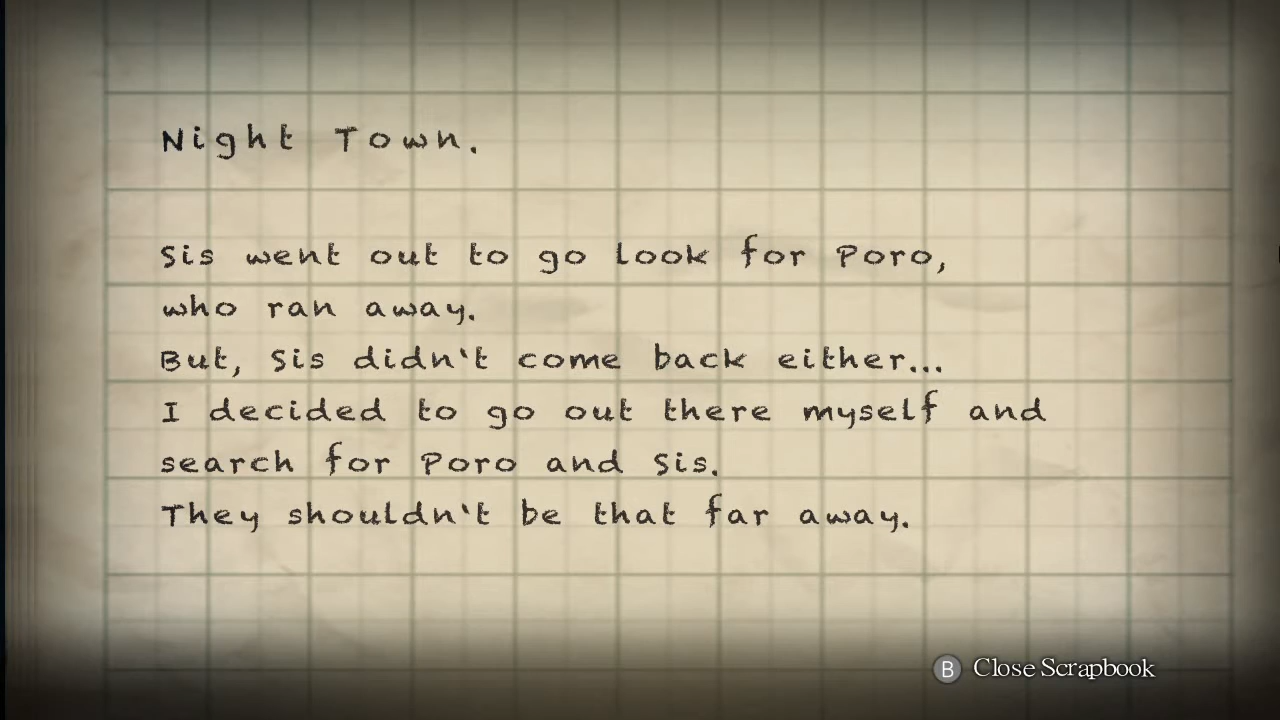 Night Town.
Sis went out to go look for Poro,
who ran away.
But, Sis didn't come back either...
I decided to go out there myself and
search for Poro and Sis.
They shouldn't be that far away.
B Close Scrapbook